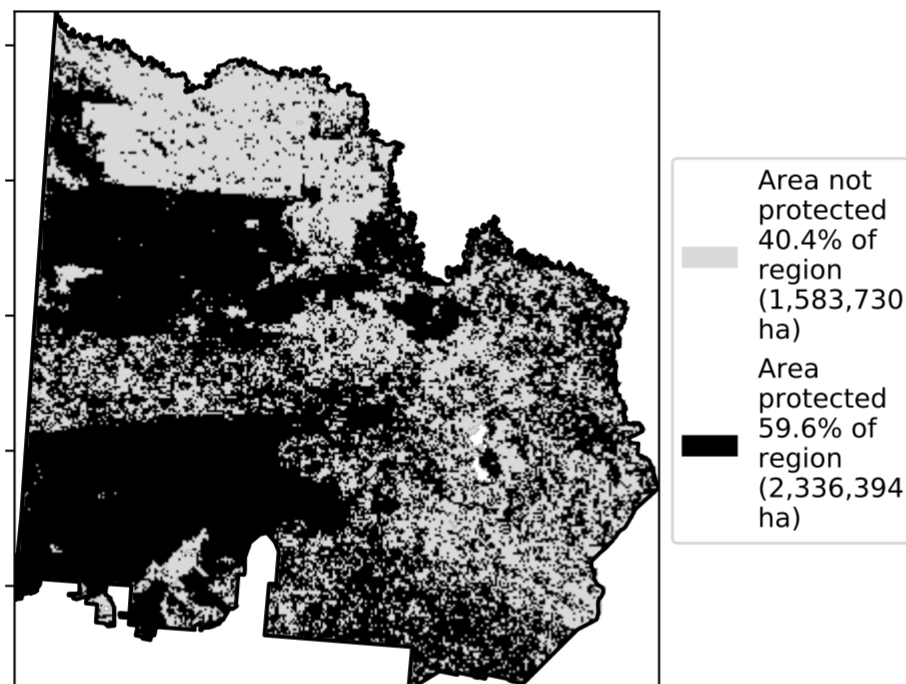 Area not
protected
40.4% of
region
(1,583,730
ha)
Area
protected
59.6% of
region
(2,336,394
ha)